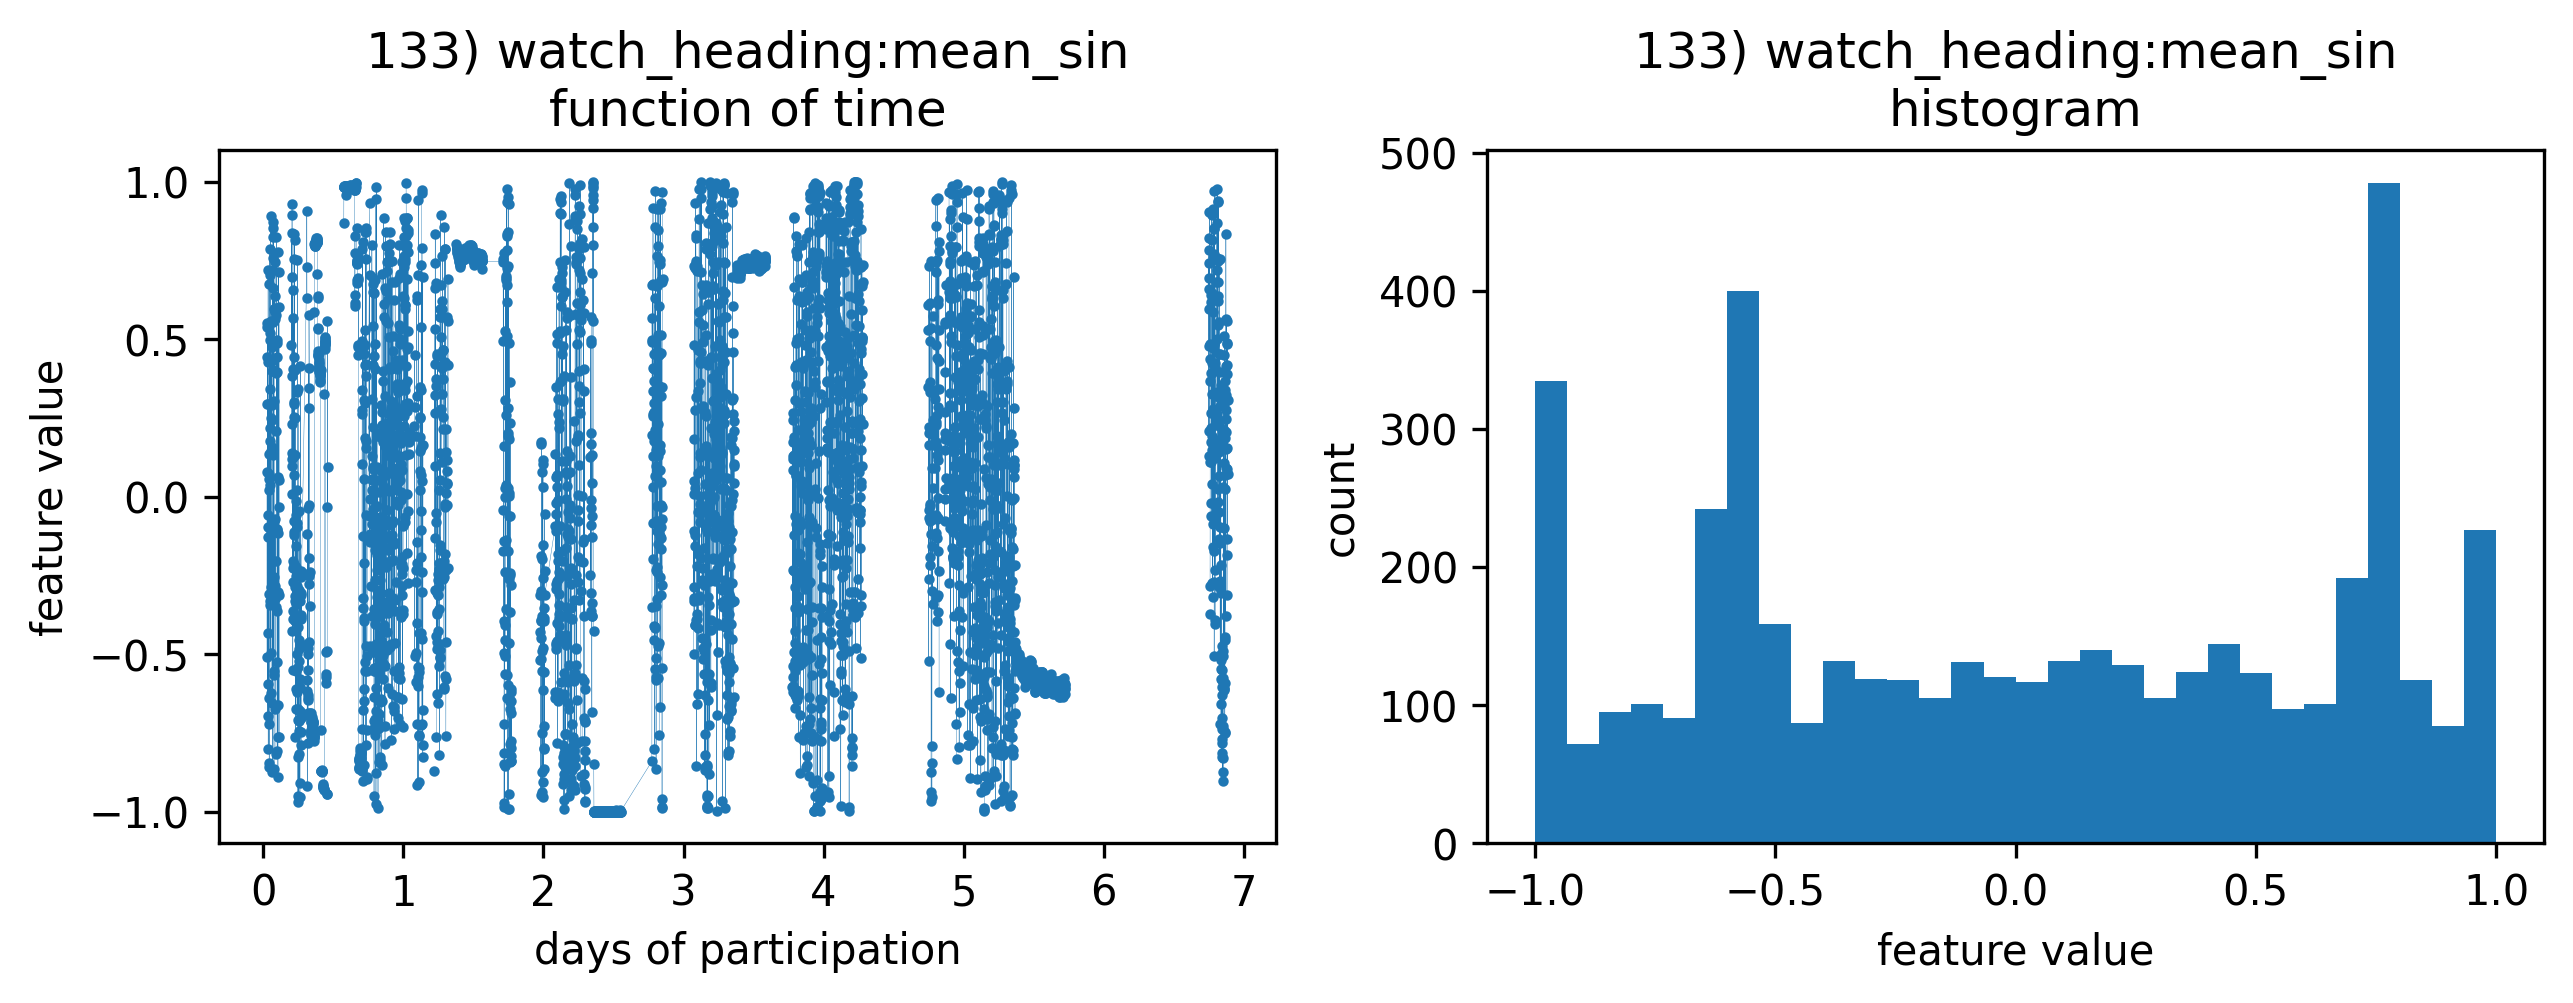 133) watch_heading:mean_sin
function of time
1.0
0.5
0.0
−0.5
−1.0
feature value
0 1 2 3 4 5 6 7
days of participation
133) watch_heading:mean_sin
histogram
500
400
300
200
100
0
count
−1.0 −0.5 0.0 0.5 1.0
feature value